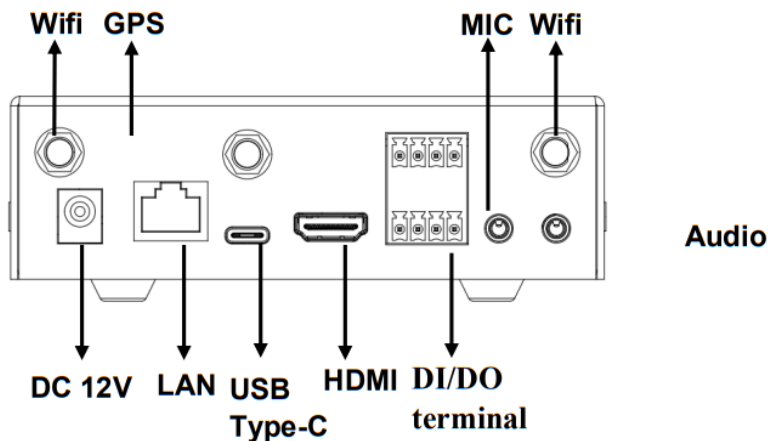 Wifi GPS MIC Wifi
Audio
DC 12V LAN USB Type-C HDMI DI/DO terminal